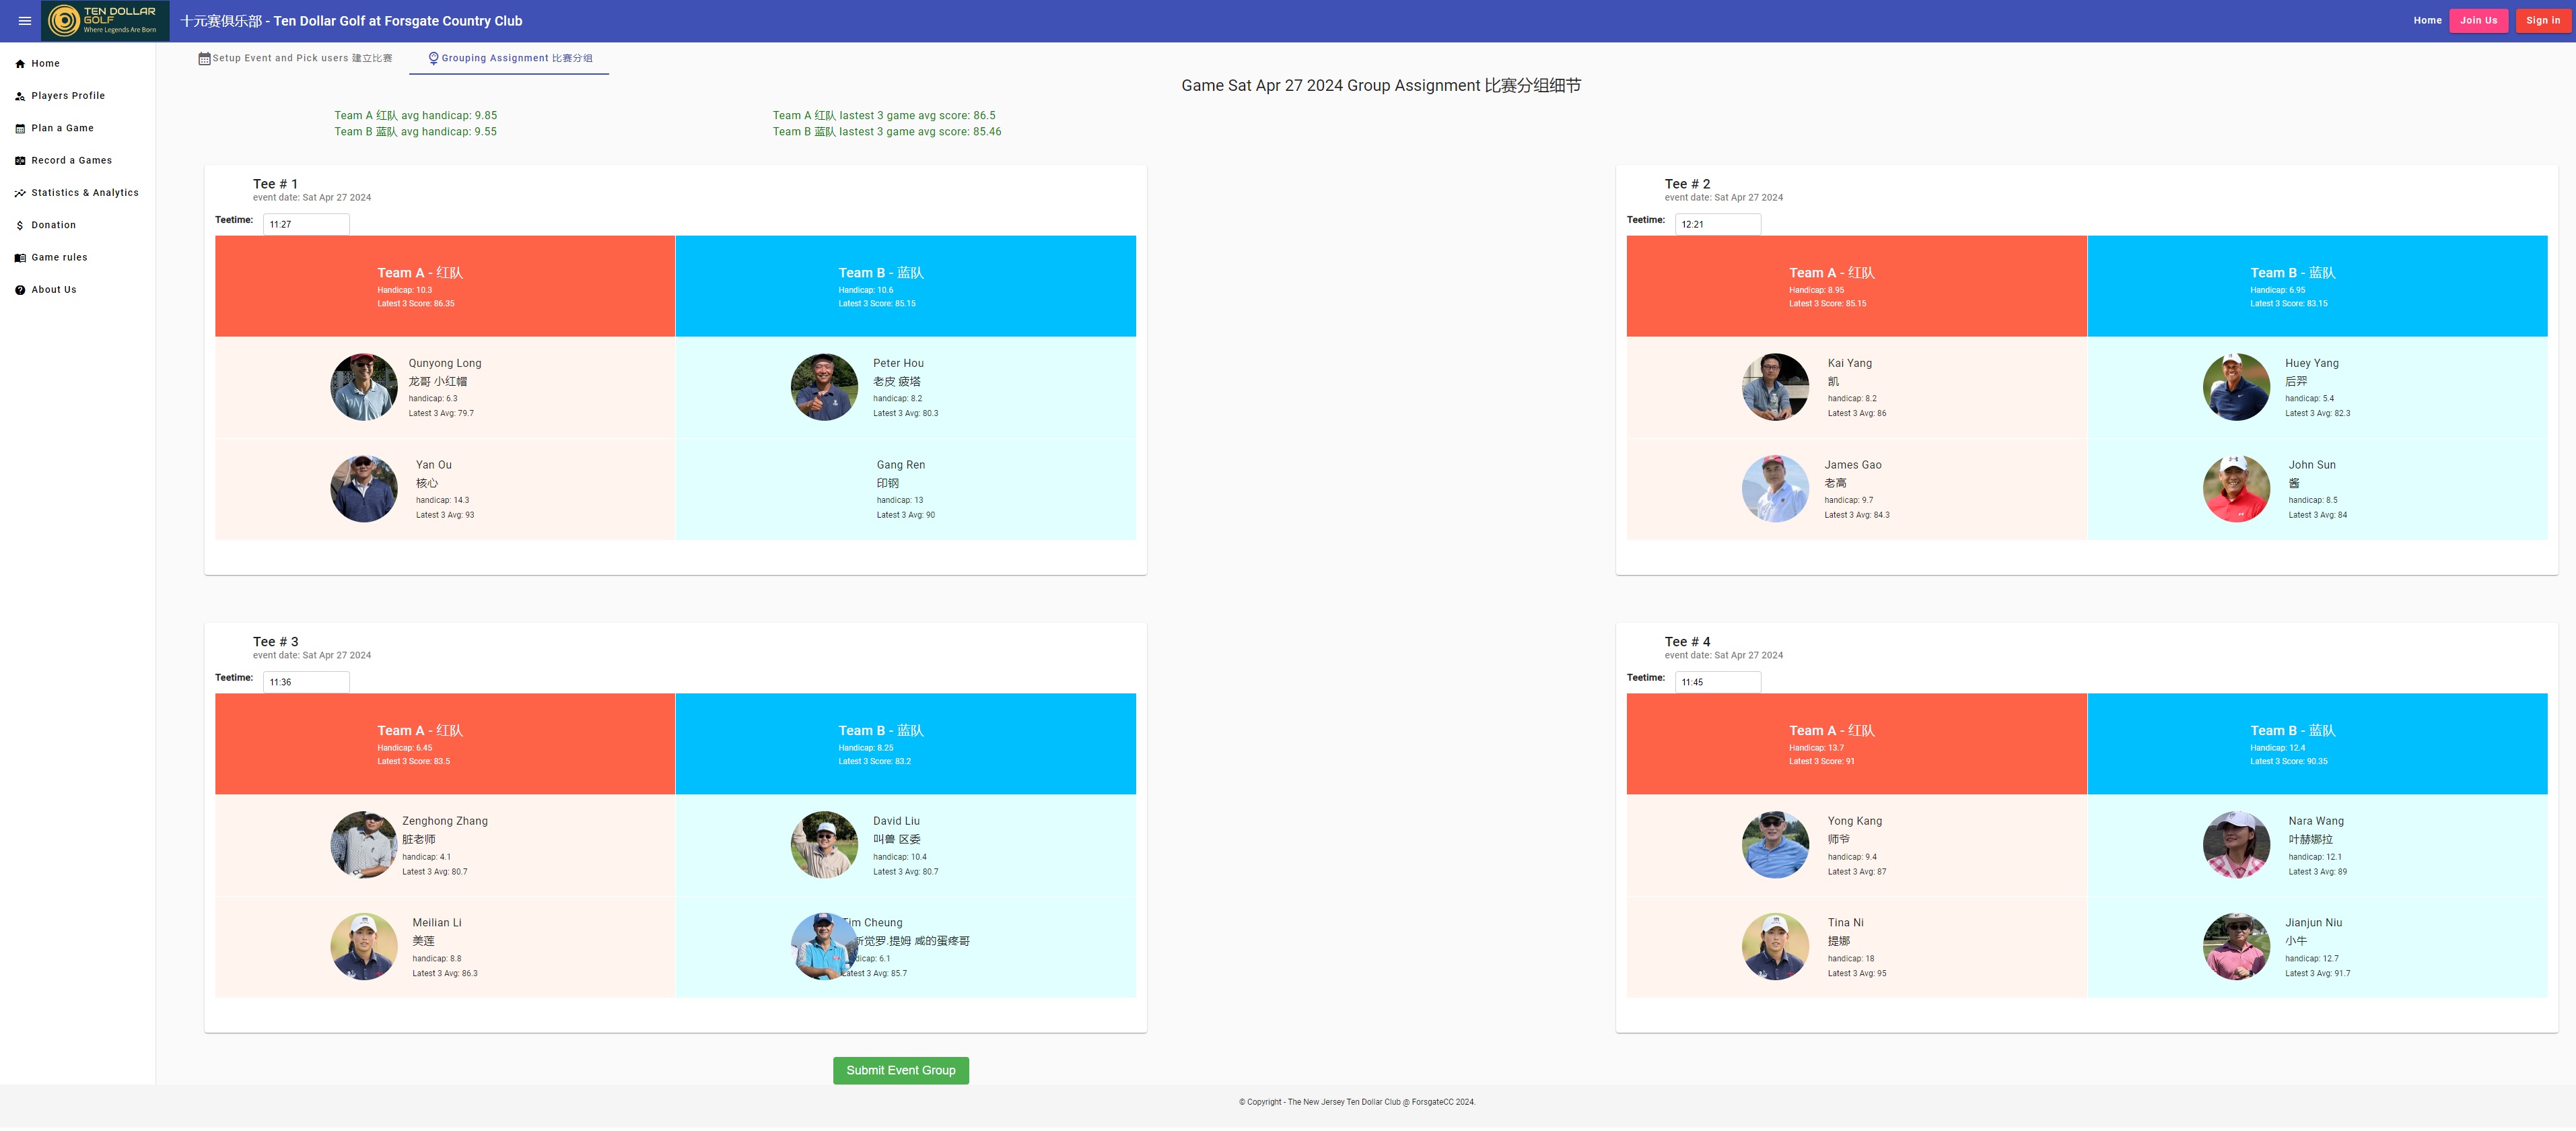 TEN DOLLAR
GOLF
Where Legends Are Born
十元赛俱乐部 - Ten Dollar Golf at Forsgate Country Club
Home
Join Us
Sign in
Home
Players Profile
Plan a Game
Record a Games
Statistics & Analytics
Donation
Game rules
About Us
Setup Event and Pick users 建立比赛
Grouping Assignment 比赛分组
Game Sat Apr 27 2024 Group Assignment 比赛分组细节
Team A 红队 avg handicap: 9.85
Team B 蓝队 avg handicap: 9.55
Team A 红队 lastest 3 game avg score: 86.5
Team B 蓝队 lastest 3 game avg score: 85.46
Tee # 1
event date: Sat Apr 27 2024
Teetime:
11:27
Team A - 红队
Handicap: 10.3
Latest 3 Score: 86.35
Team B - 蓝队
Handicap: 10.6
Latest 3 Score: 85.15
Qunyong Long
龙哥 小红帽
handicap: 6.3
Latest 3 Avg: 79.7
Peter Hou
老皮 疲塔
handicap: 8.2
Latest 3 Avg: 80.3
Yan Ou
核心
handicap: 14.3
Latest 3 Avg: 93
Gang Ren
印钢
handicap: 13
Latest 3 Avg: 90
Tee # 2
event date: Sat Apr 27 2024
Teetime:
12:21
Team A - 红队
Handicap: 8.95
Latest 3 Score: 85.15
Team B - 蓝队
Handicap: 6.95
Latest 3 Score: 83.15
Kai Yang
凯
handicap: 8.2
Latest 3 Avg: 86
Huey Yang
后羿
handicap: 5.4
Latest 3 Avg: 82.3
James Gao
老高
handicap: 9.7
Latest 3 Avg: 84.3
John Sun
酱
handicap: 8.5
Latest 3 Avg: 84
Tee # 3
event date: Sat Apr 27 2024
Teetime:
11:36
Team A - 红队
Handicap: 6.45
Latest 3 Score: 83.5
Team B - 蓝队
Handicap: 8.25
Latest 3 Score: 83.2
Zenghong Zhang
脏老师
handicap: 4.1
Latest 3 Avg: 80.7
David Liu
叫兽 区委
handicap: 10.4
Latest 3 Avg: 80.7
Meilian Li
美莲
handicap: 8.8
Latest 3 Avg: 86.3
Tim Cheung
新觉罗.提姆 咸的蛋疼哥
dicap: 6.1
Latest 3 Avg: 85.7
Tee # 4
event date: Sat Apr 27 2024
Teetime:
11:45
Team A - 红队
Handicap: 13.7
Latest 3 Score: 91
Team B - 蓝队
Handicap: 12.4
Latest 3 Score: 90.35
Yong Kang
师爷
handicap: 9.4
Latest 3 Avg: 87
Nara Wang
叶赫娜拉
handicap: 12.1
Latest 3 Avg: 89
Tina Ni
提娜
handicap: 18
Latest 3 Avg: 95
Jianjun Niu
小牛
handicap: 12.7
Latest 3 Avg: 91.7
Submit Event Group
© Copyright - The New Jersey Ten Dollar Club @ ForsgateCC 2024.